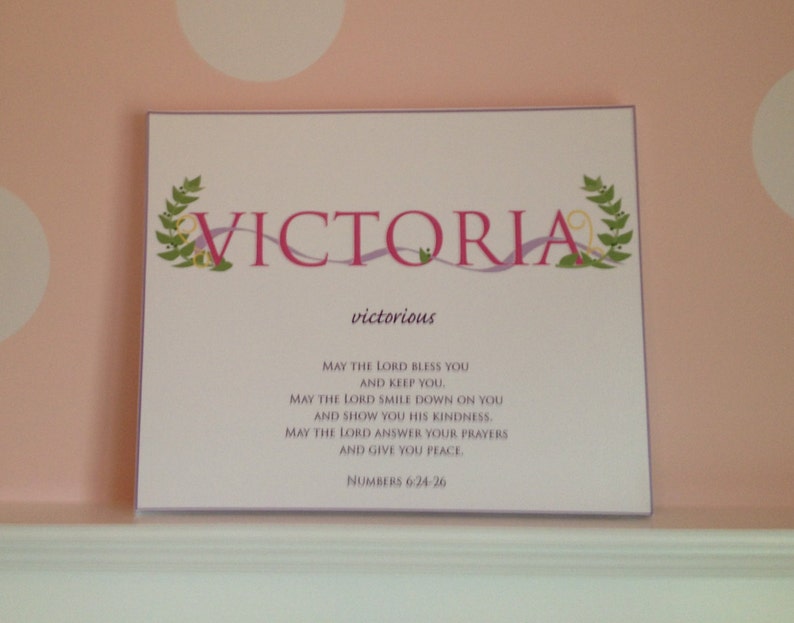 VICTORIA
victorious
May the Lord bless you
and keep you.
May the Lord smile down on you
and show you his kindness.
May the Lord answer your prayers
and give you peace.
Numbers 6:24-26